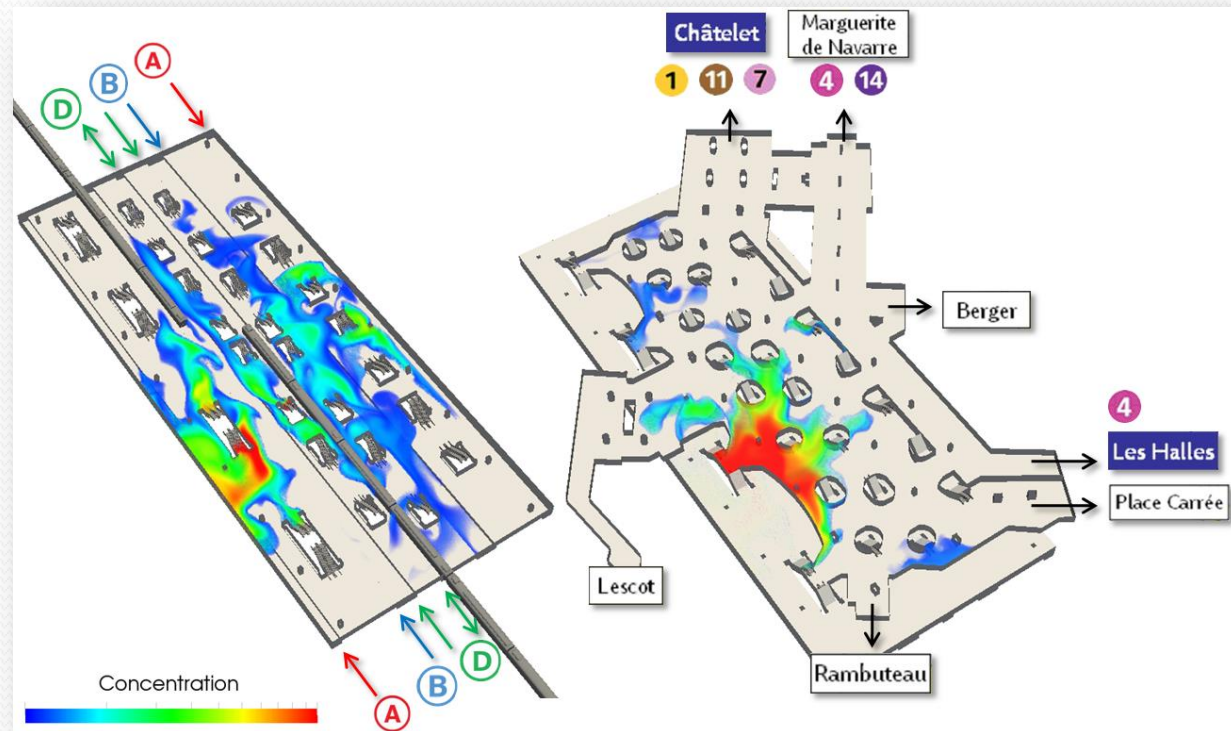 D
B
A
Concentration
A
B
D
Châtelet
1 11 7
Marguerite
de Navarre
4 14
Berger
4
Les Halles
Place Carrée
Lescot
Rambuteau